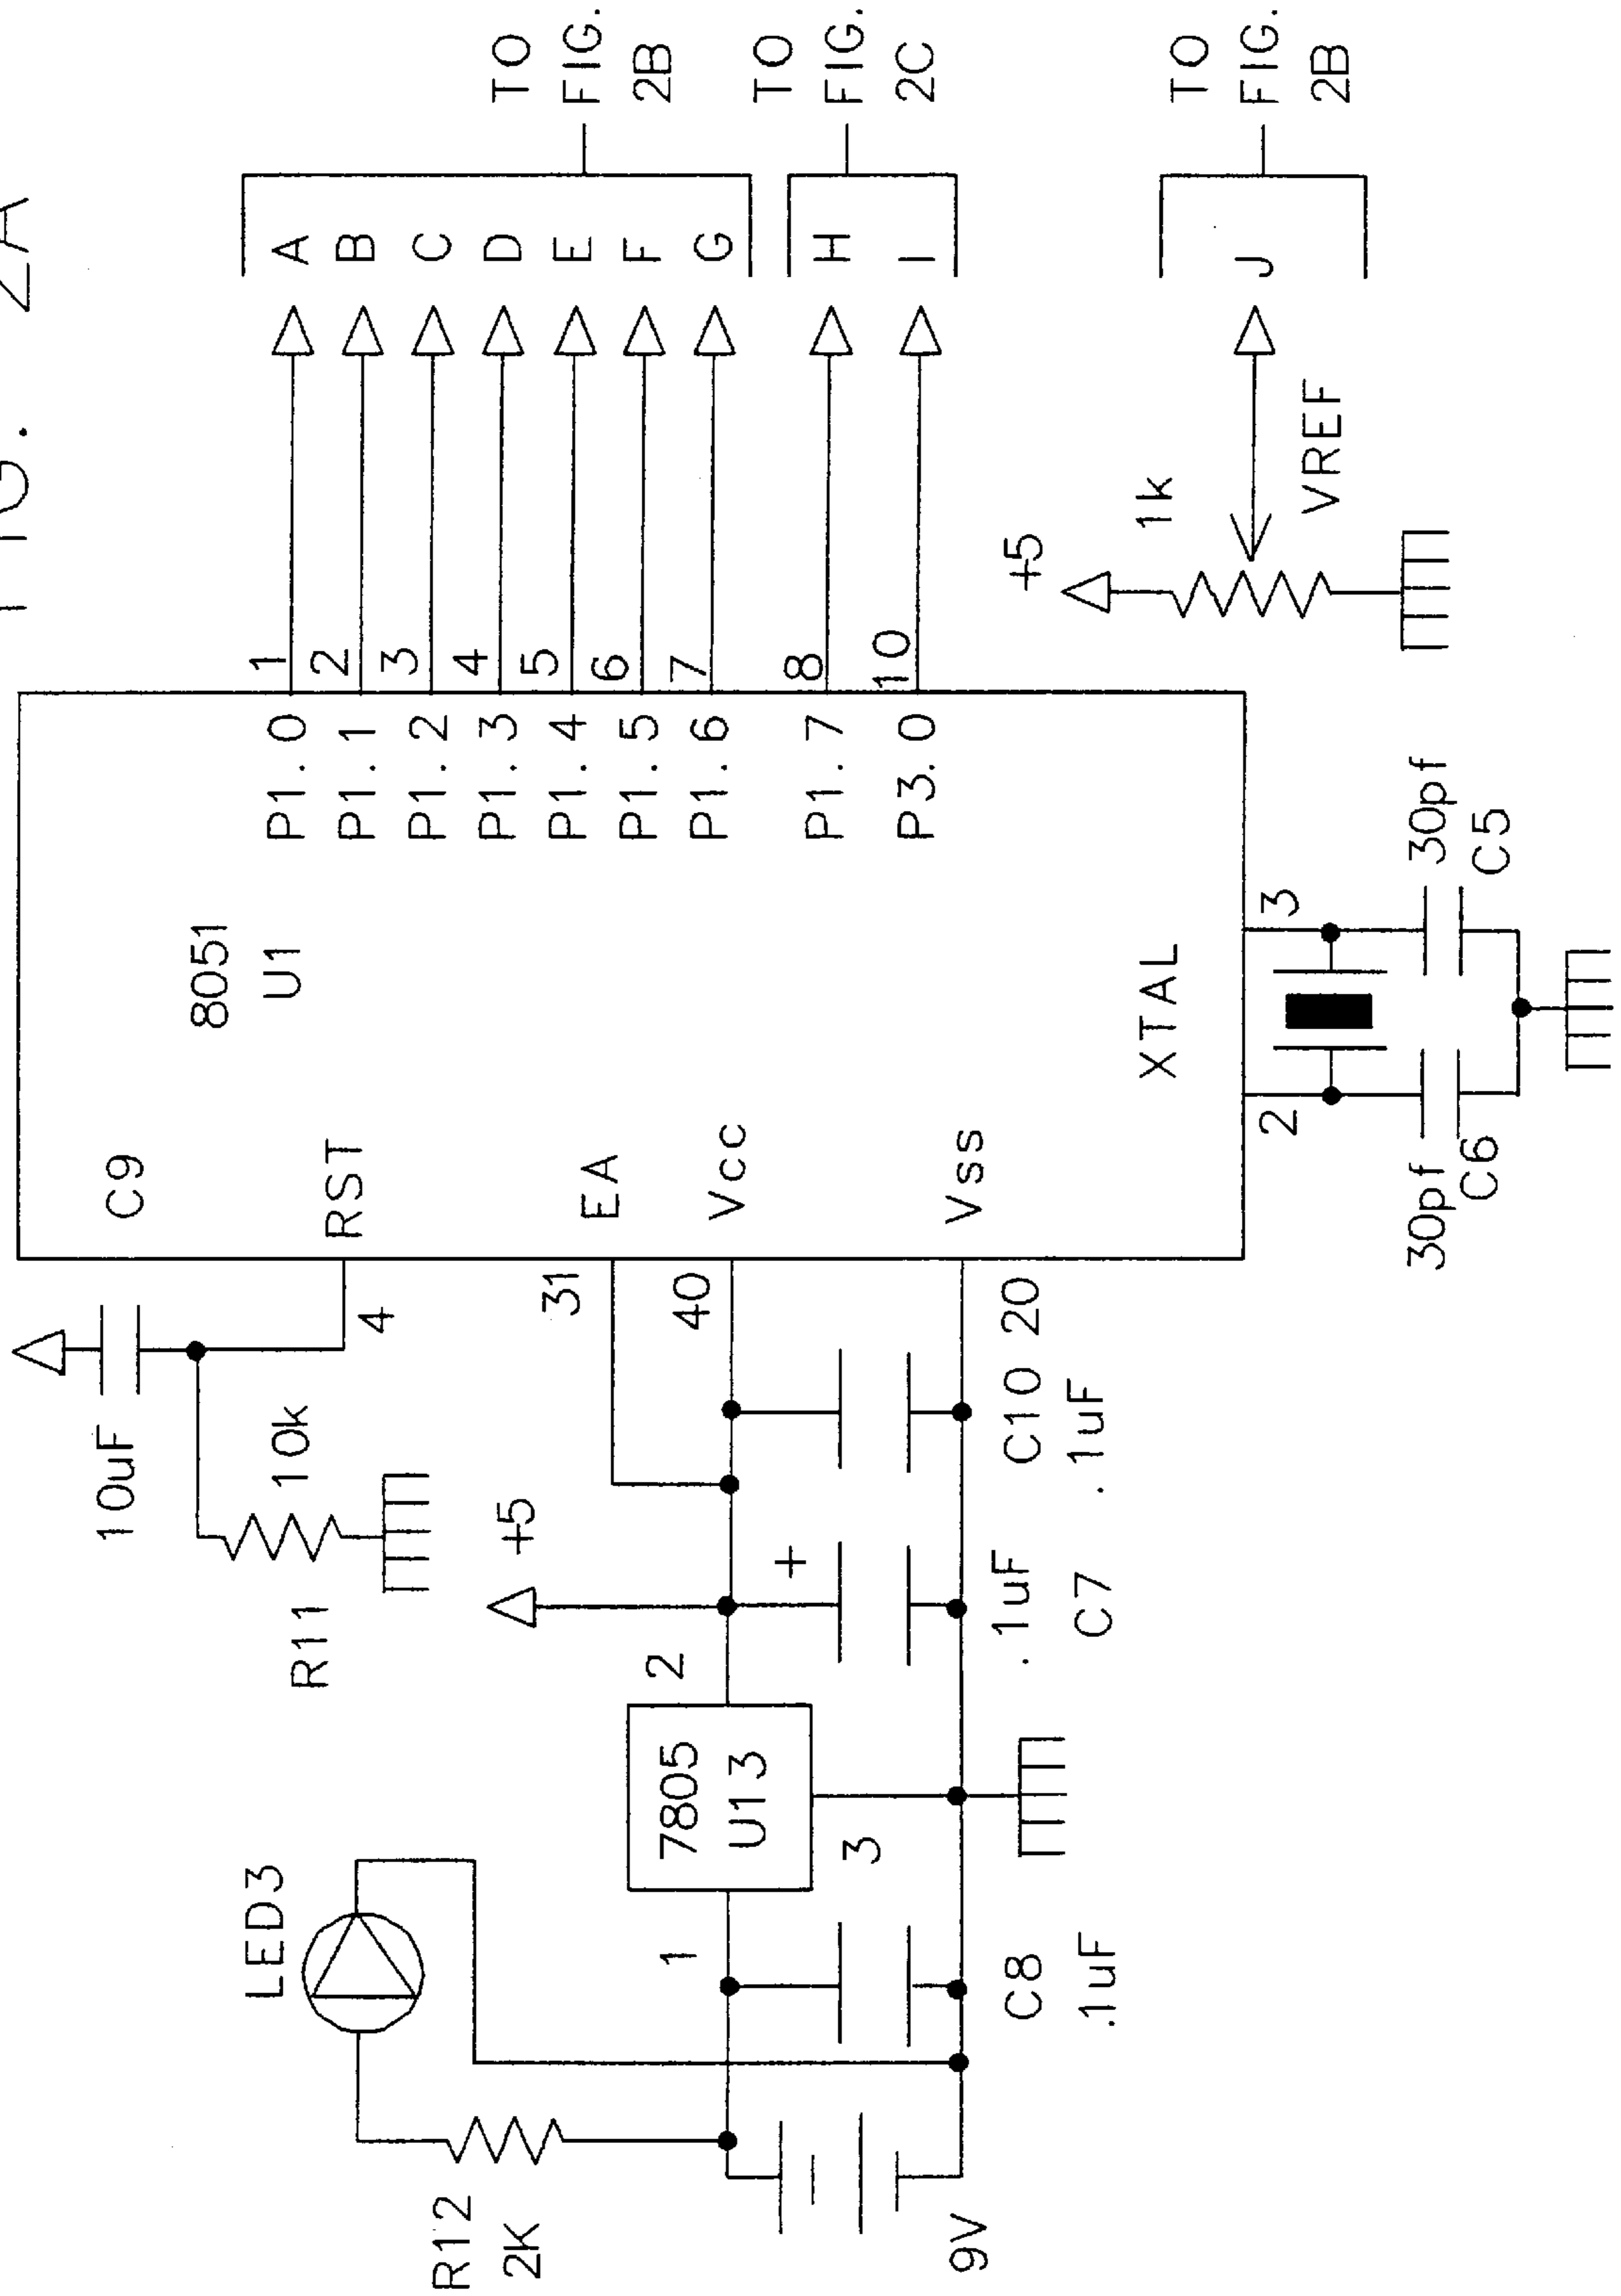 FIG. 2A
C9
10uF
R11
10k
RST
4
8051
U1
P1.0
1
A
P1.1
2
B
P1.2
3
C
P1.3
4
D
P1.4
5
E
P1.5
6
F
P1.6
7
G
TO
FIG.
2B
P1.7
8
H
P3.0
10
I
TO
FIG.
2C
LED3
R12
2K
9V
1
7805
U13
2
3
+5
EA
31
Vcc
40
Vss
20
+
C8
.1uF
.1uF
C7
C10
.1uF
XTAL
2
3
30pf
C6
30pf
C5
+5
1k
VREF
J
TO
FIG.
2B